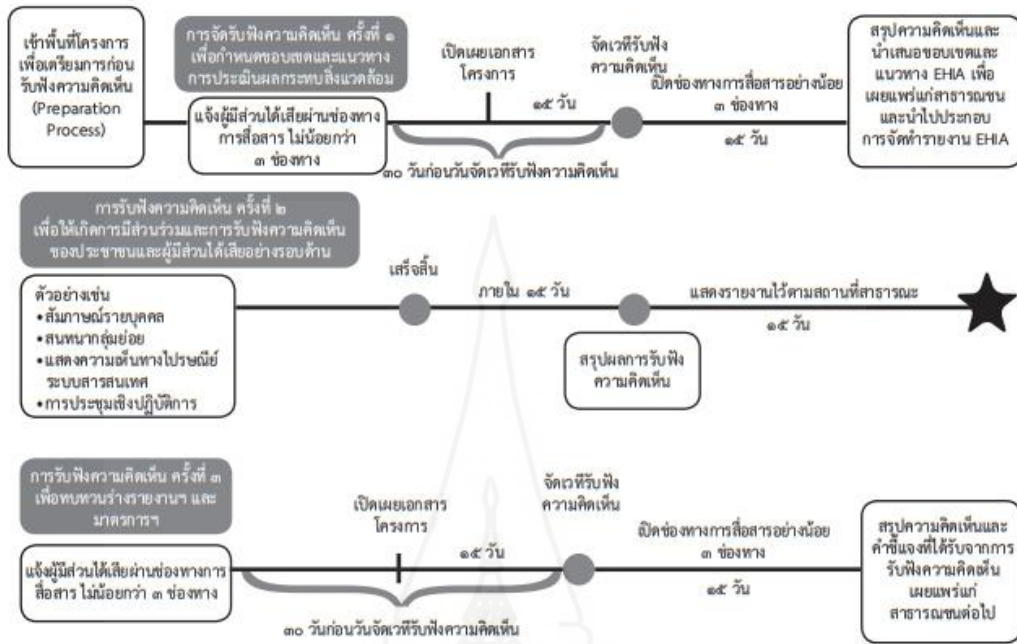 เข้าพื้นที่โครงการ
เพื่อเตรียมการก่อน
รับฟังความคิดเห็น
(Preparation
Process)
การจัดรับฟังความคิดเห็น ครั้งที่ ๑
เพื่อกำหนดขอบเขตและแนวทาง
การประเมินผลกระทบสิ่งแวดล้อม
แจ้งผู้มีส่วนได้เสียผ่านช่องทาง
การสื่อสาร ไม่น้อยกว่า
๓ ช่องทาง
เปิดเผยเอกสาร
โครงการ
๑๕ วัน
๓๐ วันก่อนวันจัดเวทีรับฟังความคิดเห็น
จัดเวทีรับฟัง
ความคิดเห็น
เปิดช่องทางการสื่อสารอย่างน้อย
๓ ช่องทาง
๑๕ วัน
สรุปความคิดเห็นและ
นำเสนอขอบเขตและ
แนวทาง EHIA เพื่อ
เผยแพร่แก่สาธารณชน
และนำไปประกอบ
การจัดทำรายงาน EHIA
การรับฟังความคิดเห็น ครั้งที่ ๒
เพื่อให้เกิดการมีส่วนร่วมและการรับฟังความคิดเห็น
ของประชาชนและผู้มีส่วนได้เสียอย่างรอบด้าน
ตัวอย่างเช่น
•สัมภาษณ์รายบุคคล
•สนทนากลุ่มย่อย
•แสดงความเห็นทางไปรษณีย์
ระบบสารสนเทศ
•การประชุมเชิงปฏิบัติการ
เสร็จสิ้น
ภายใน ๑๕ วัน
สรุปผลการรับฟัง
ความคิดเห็น
แสดงรายงานไว้ตามสถานที่สาธารณะ
๑๕ วัน
การรับฟังความคิดเห็น ครั้งที่ ๓
เพื่อทบทวนร่างรายงานฯ และ
มาตรการฯ
แจ้งผู้มีส่วนได้เสียผ่านช่องทางการ
สื่อสาร ไม่น้อยกว่า ๓ ช่องทาง
เปิดเผยเอกสาร
โครงการ
๑๕ วัน
๓๐ วันก่อนวันจัดเวทีรับฟังความคิดเห็น
จัดเวทีรับฟัง
ความคิดเห็น
เปิดช่องทางการสื่อสารอย่างน้อย
๓ ช่องทาง
๑๕ วัน
สรุปความคิดเห็นและ
คำชี้แจงที่ได้รับจากการ
รับฟังความคิดเห็น
เผยแพร่แก่
สาธารณชนต่อไป